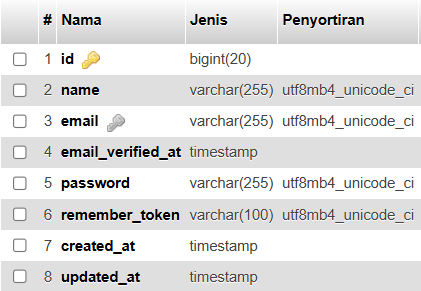 # Nama Jenis Penyortiran
1 id bigint(20)
2 name varchar(255) utf8mb4_unicode_ci
3 email varchar(255) utf8mb4_unicode_ci
4 email_verified_at timestamp
5 password varchar(255) utf8mb4_unicode_ci
6 remember_token varchar(100) utf8mb4_unicode_ci
7 created_at timestamp
8 updated_at timestamp